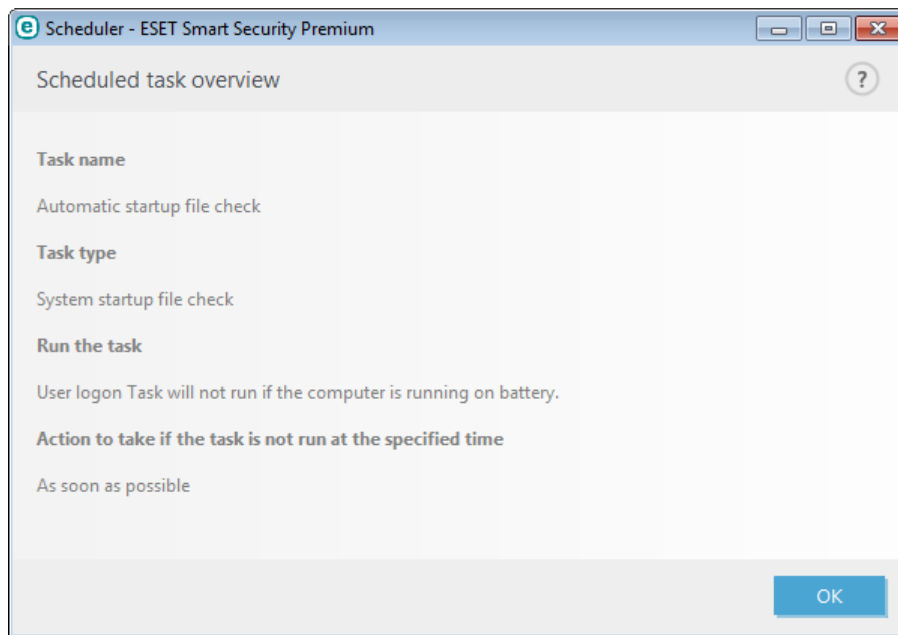 Scheduler - ESET Smart Security Premium
Scheduled task overview
?
Task name
Automatic startup file check
Task type
System startup file check
Run the task
User logon Task will not run if the computer is running on battery.
Action to take if the task is not run at the specified time
As soon as possible
OK